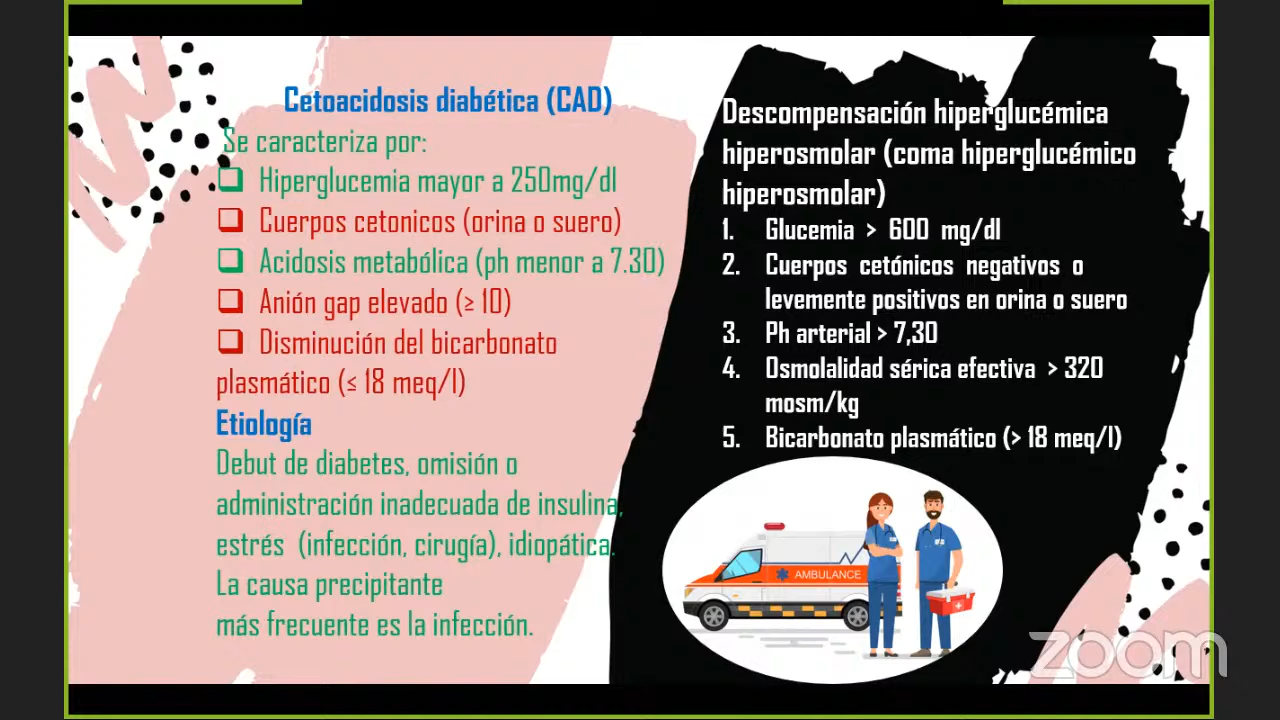 Cetoacidosis diabética (CAD)
Se caracteriza por:
Hiperglucemia mayor a 250mg/dl
Cuerpos cetonicos (orina o suero)
Acidosis metabólica (ph menor a 7.30)
Anión gap elevado (≥ 10)
Disminución del bicarbonato
plasmático (≤ 18 meq/l)
Etiología
Debut de diabetes, omisión o
administración inadecuada de insulina,
estrés (infección, cirugía), idiopática.
La causa precipitante
más frecuente es la infección.
Descompensación hiperglucémica
hiperosmolar (coma hiperglucémico
hiperosmolar)
1. Glucemia > 600 mg/dl
2. Cuerpos cetónicos negativos o
levemente positivos en orina o suero
3. Ph arterial > 7,30
4. Osmolalidad sérica efectiva > 320
mosm/kg
5. Bicarbonato plasmático (> 18 meq/l)
AMBULANCE
zoom